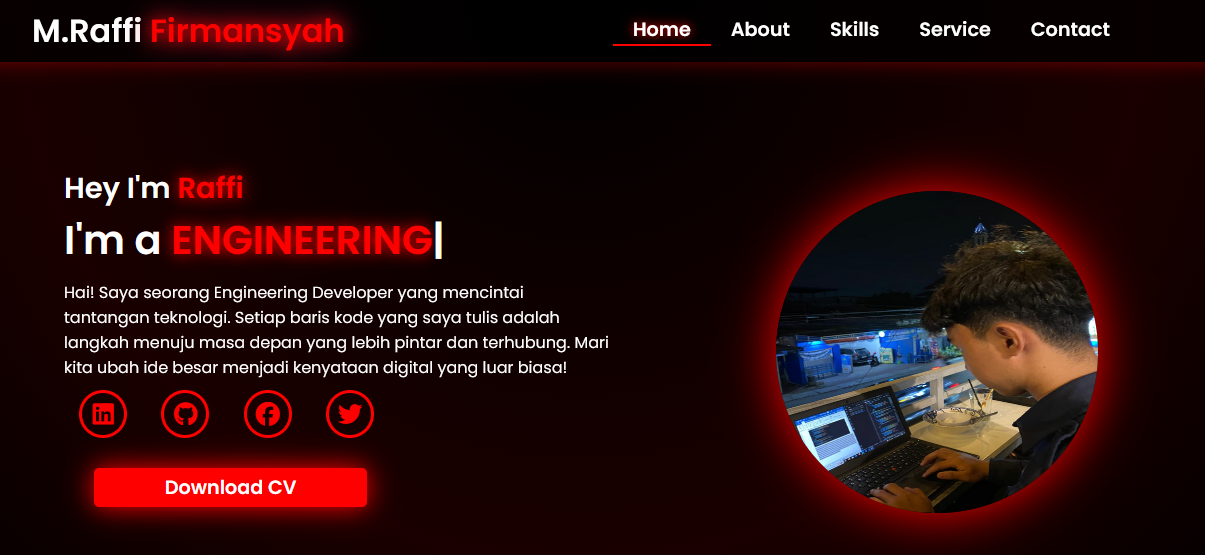 M.Raffi Firmansyah
Home About Skills Service Contact
Hey I'm Raffi
I'm a ENGINEERING|
Hai! Saya seorang Engineering Developer yang mencintai
tantangan teknologi. Setiap baris kode yang saya tulis adalah
langkah menuju masa depan yang lebih pintar dan terhubung. Mari
kita ubah ide besar menjadi kenyataan digital yang luar biasa!
Download CV